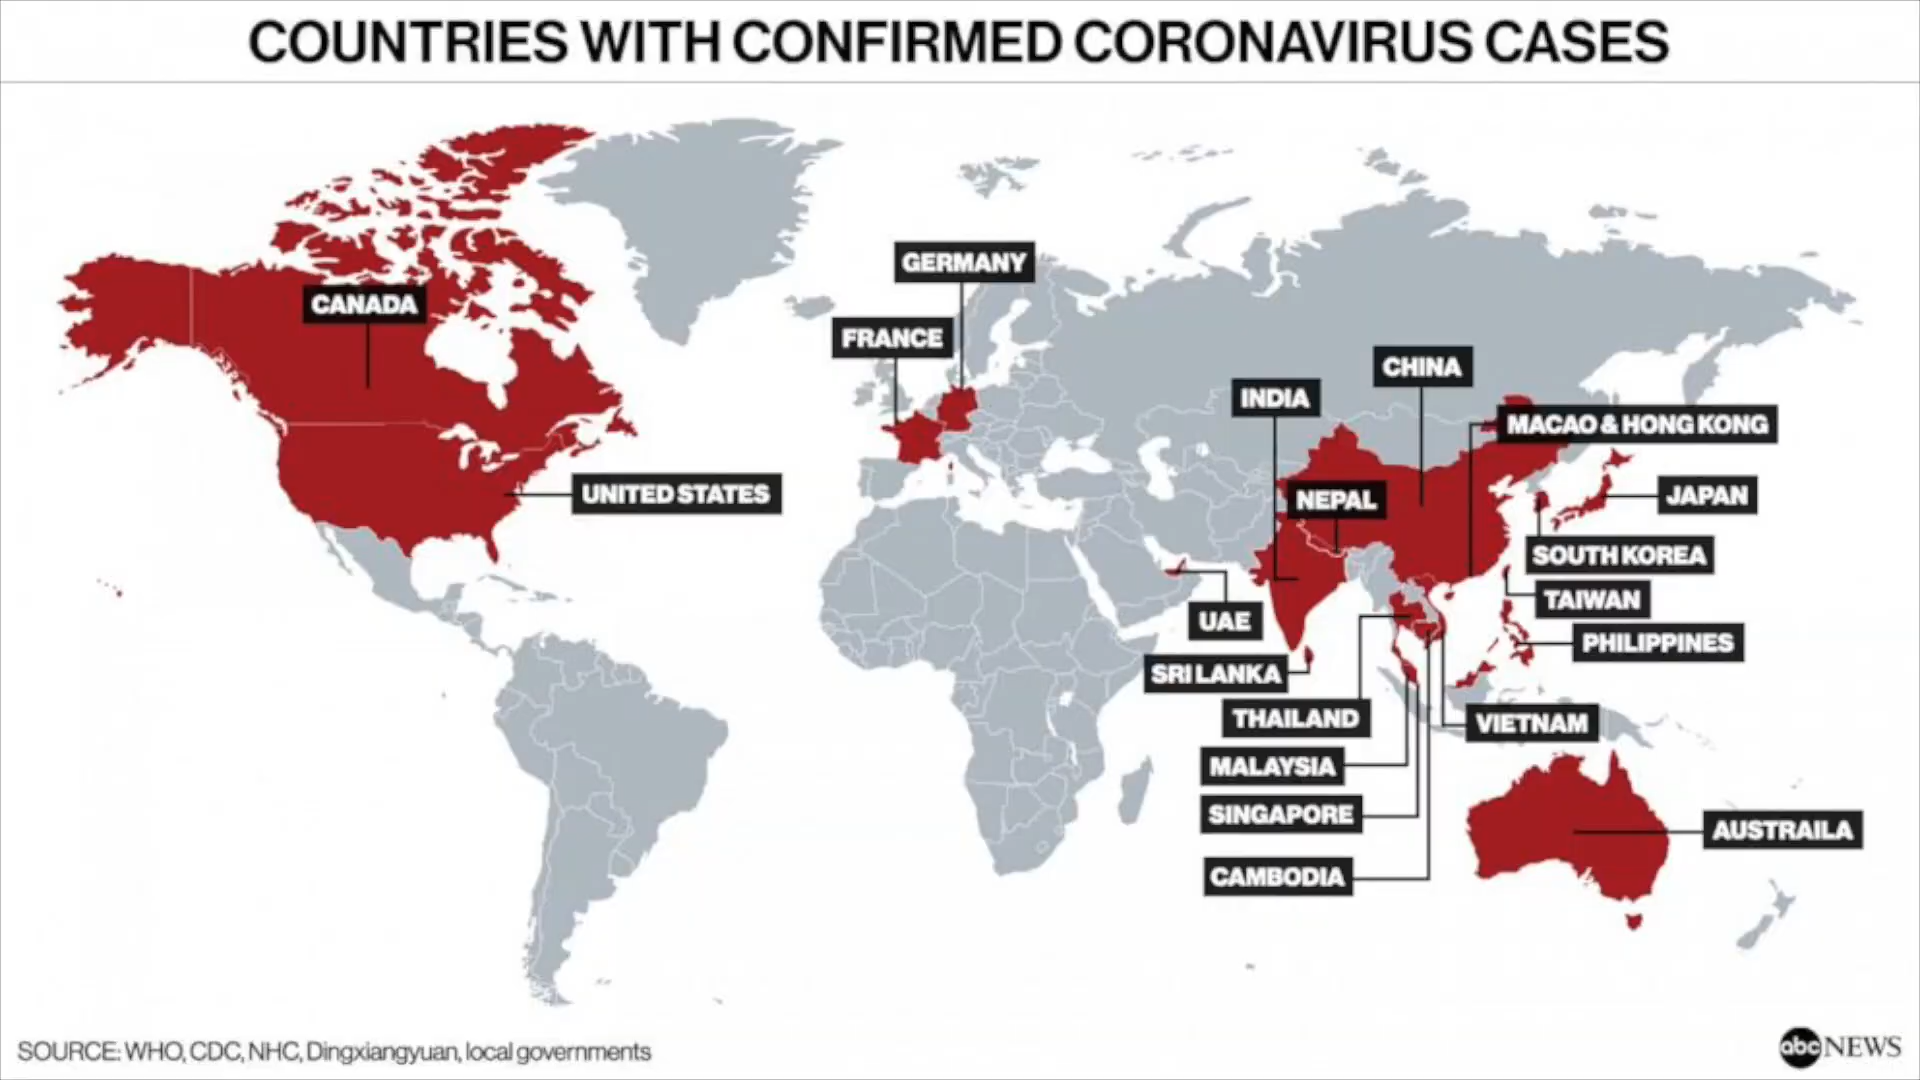 COUNTRIES WITH CONFIRMED CORONAVIRUS CASES
GERMANY
CANADA
FRANCE
CHINA
INDIA
MACAO & HONG KONG
UNITED STATES
NEPAL
JAPAN
SOUTH KOREA
TAIWAN
UAE
PHILIPPINES
SRI LANKA
THAILAND
VIETNAM
MALAYSIA
SINGAPORE
AUSTRAILA
CAMBODIA
SOURCE: WHO, CDC, NHC, Dingxiangyuan, local governments
abc NEWS